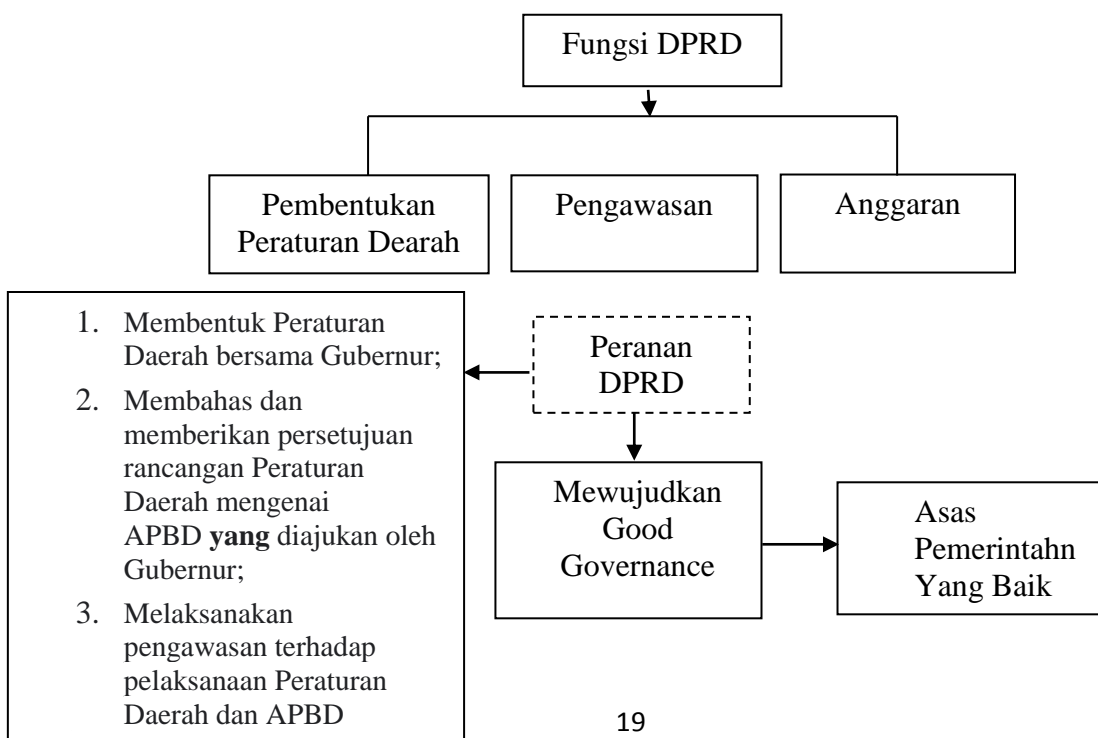 Fungsi DPRD
Pembentukan
Peraturan Dearah
Pengawasan
Anggaran
1. Membentuk Peraturan
Daerah bersama Gubernur;
2. Membahas dan
memberikan persetujuan
rancangan Peraturan
Daerah mengenai
APBD yang diajukan oleh
Gubernur;
3. Melaksanakan
pengawasan terhadap
pelaksanaan Peraturan
Daerah dan APBD
Peranan
DPRD
Mewujudkan
Good
Governance
Asas
Pemerintahn
Yang Baik
19